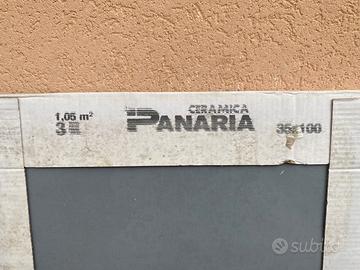 1,05 m²
3
CERAMICA
PANARIA
35x100
subito